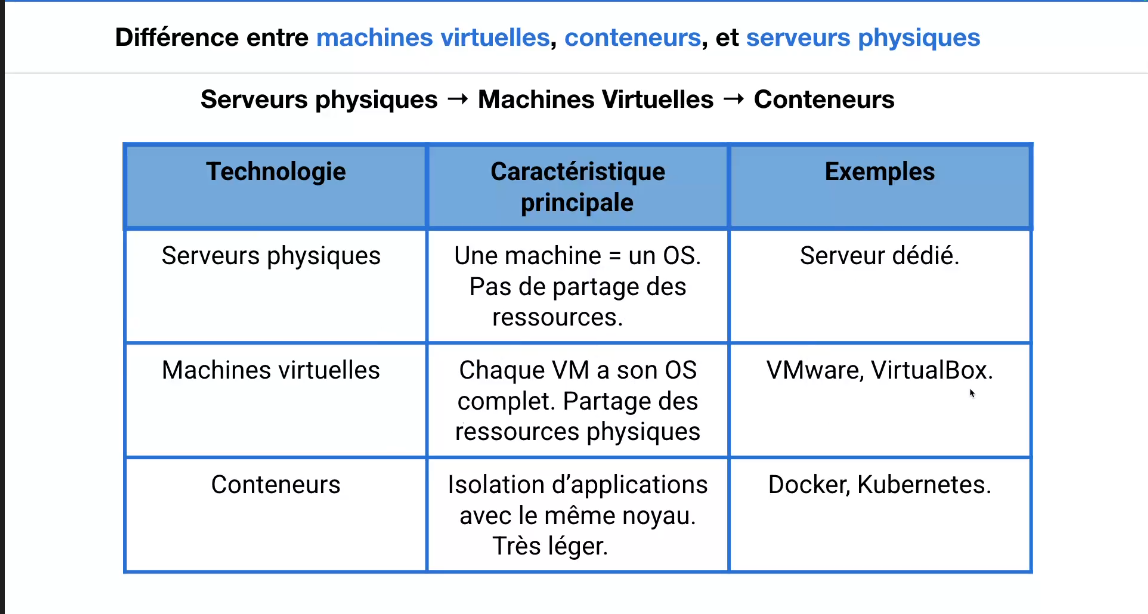 Différence entre machines virtuelles, conteneurs, et serveurs physiques
Serveurs physiques → Machines Virtuelles → Conteneurs
Technologie
Caractéristique
principale
Exemples
Serveurs physiques
Une machine = un OS.
Pas de partage des
ressources.
Serveur dédié.
Machines virtuelles
Chaque VM a son OS
complet. Partage des
ressources physiques
VMware, VirtualBox.
Conteneurs
Isolation d’applications
avec le même noyau.
Très léger.
Docker, Kubernetes.